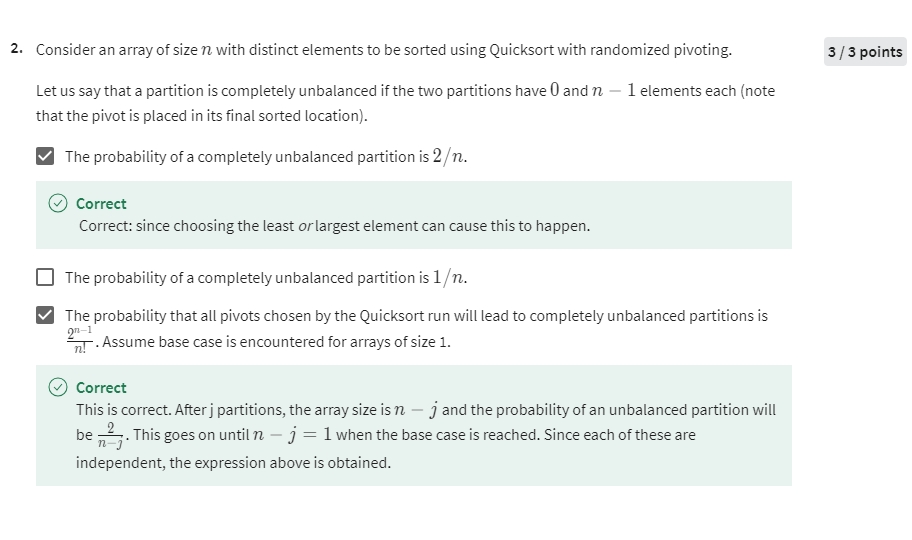 2. Consider an array of size n with distinct elements to be sorted using Quicksort with randomized pivoting.
3 / 3 points
Let us say that a partition is completely unbalanced if the two partitions have 0 and n − 1 elements each (note
that the pivot is placed in its final sorted location).
The probability of a completely unbalanced partition is 2/n.
Correct
Correct: since choosing the least or largest element can cause this to happen.
The probability of a completely unbalanced partition is 1/n.
The probability that all pivots chosen by the Quicksort run will lead to completely unbalanced partitions is
2^{n−1}/n! . Assume base case is encountered for arrays of size 1.
Correct
This is correct. After j partitions, the array size is n − j and the probability of an unbalanced partition will
be 2/(n−j). This goes on until n − j = 1 when the base case is reached. Since each of these are
independent, the expression above is obtained.